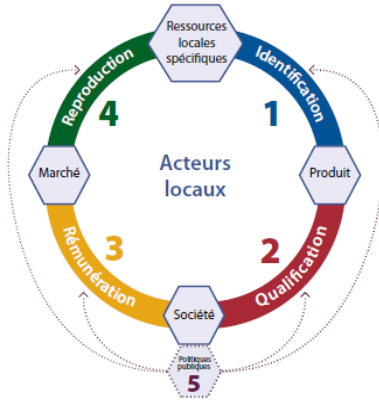 Ressources
locales
spécifiques
Identification
1
Produit
Qualification
2
Société
Rémunération
3
Marché
Reproduction
4
Acteurs
locaux
Politiques
publiques
5